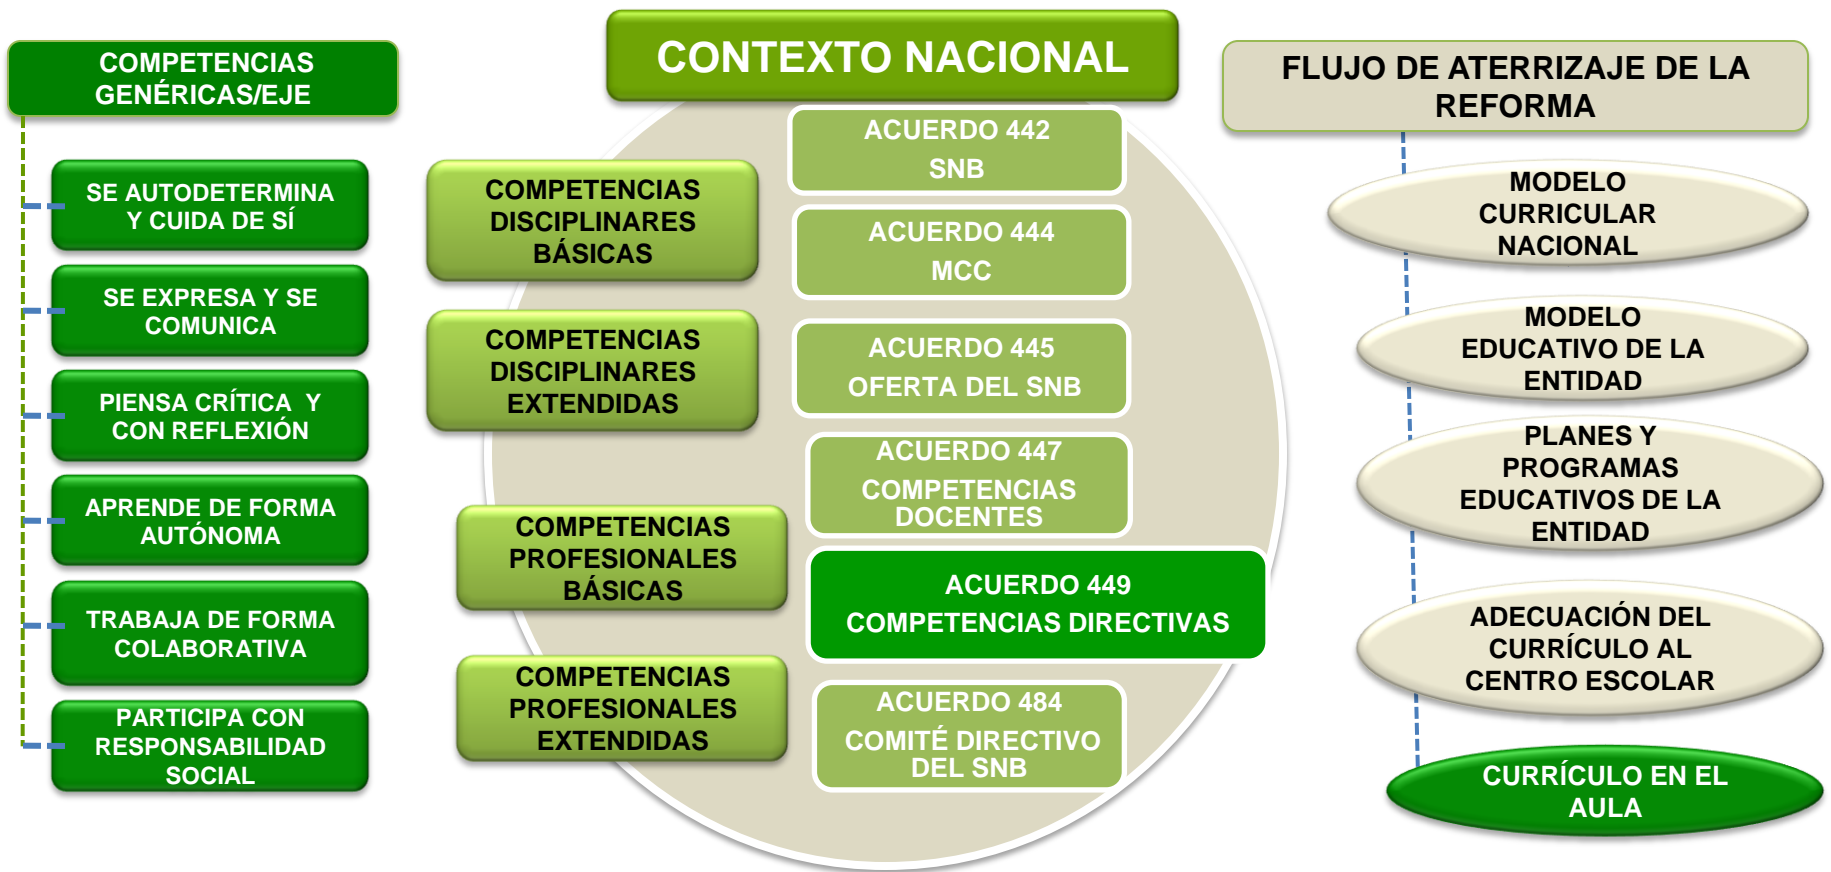 COMPETENCIAS
GENÉRICAS/EJE
SE AUTODETERMINA
Y CUIDA DE SÍ
SE EXPRESA Y SE
COMUNICA
PIENSA CRÍTICA Y
CON REFLEXIÓN
APRENDE DE FORMA
AUTÓNOMA
TRABAJA DE FORMA
COLABORATIVA
PARTICIPA CON
RESPONSABILIDAD
SOCIAL
CONTEXTO NACIONAL
COMPETENCIAS
DISCIPLINARES
BÁSICAS
COMPETENCIAS
DISCIPLINARES
EXTENDIDAS
COMPETENCIAS
PROFESIONALES
BÁSICAS
COMPETENCIAS
PROFESIONALES
EXTENDIDAS
ACUERDO 442
SNB
ACUERDO 444
MCC
ACUERDO 445
OFERTA DEL SNB
ACUERDO 447
COMPETENCIAS
DOCENTES
ACUERDO 449
COMPETENCIAS DIRECTIVAS
ACUERDO 484
COMITÉ DIRECTIVO
DEL SNB
FLUJO DE ATERRIZAJE DE LA
REFORMA
MODELO
CURRICULAR
NACIONAL
MODELO
EDUCATIVO DE LA
ENTIDAD
PLANES Y
PROGRAMAS
EDUCATIVOS DE LA
ENTIDAD
ADECUACIÓN DEL
CURRÍCULO AL
CENTRO ESCOLAR
CURRÍCULO EN EL
AULA